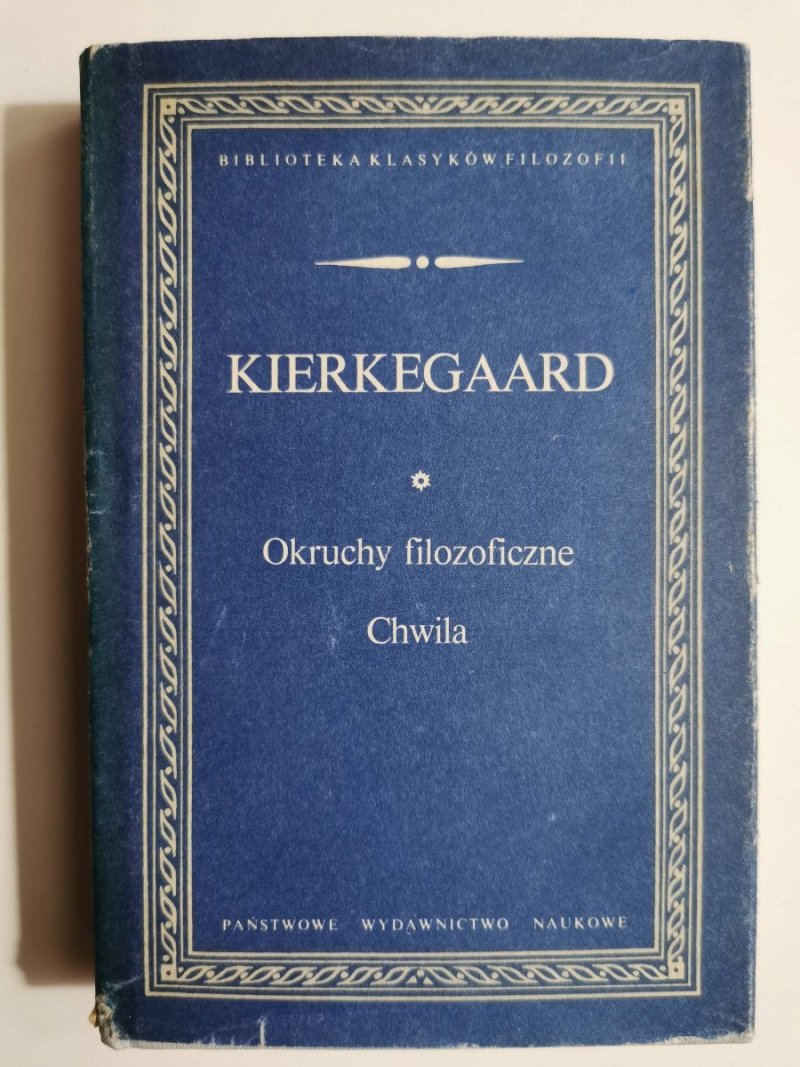 BIBLIOTEKA KLASYKÓW FILOZOFII
KIERKEGAARD
Okruchy filozoficzne
Chwila
PAŃSTWOWE WYDAWNICTWO NAUKOWE